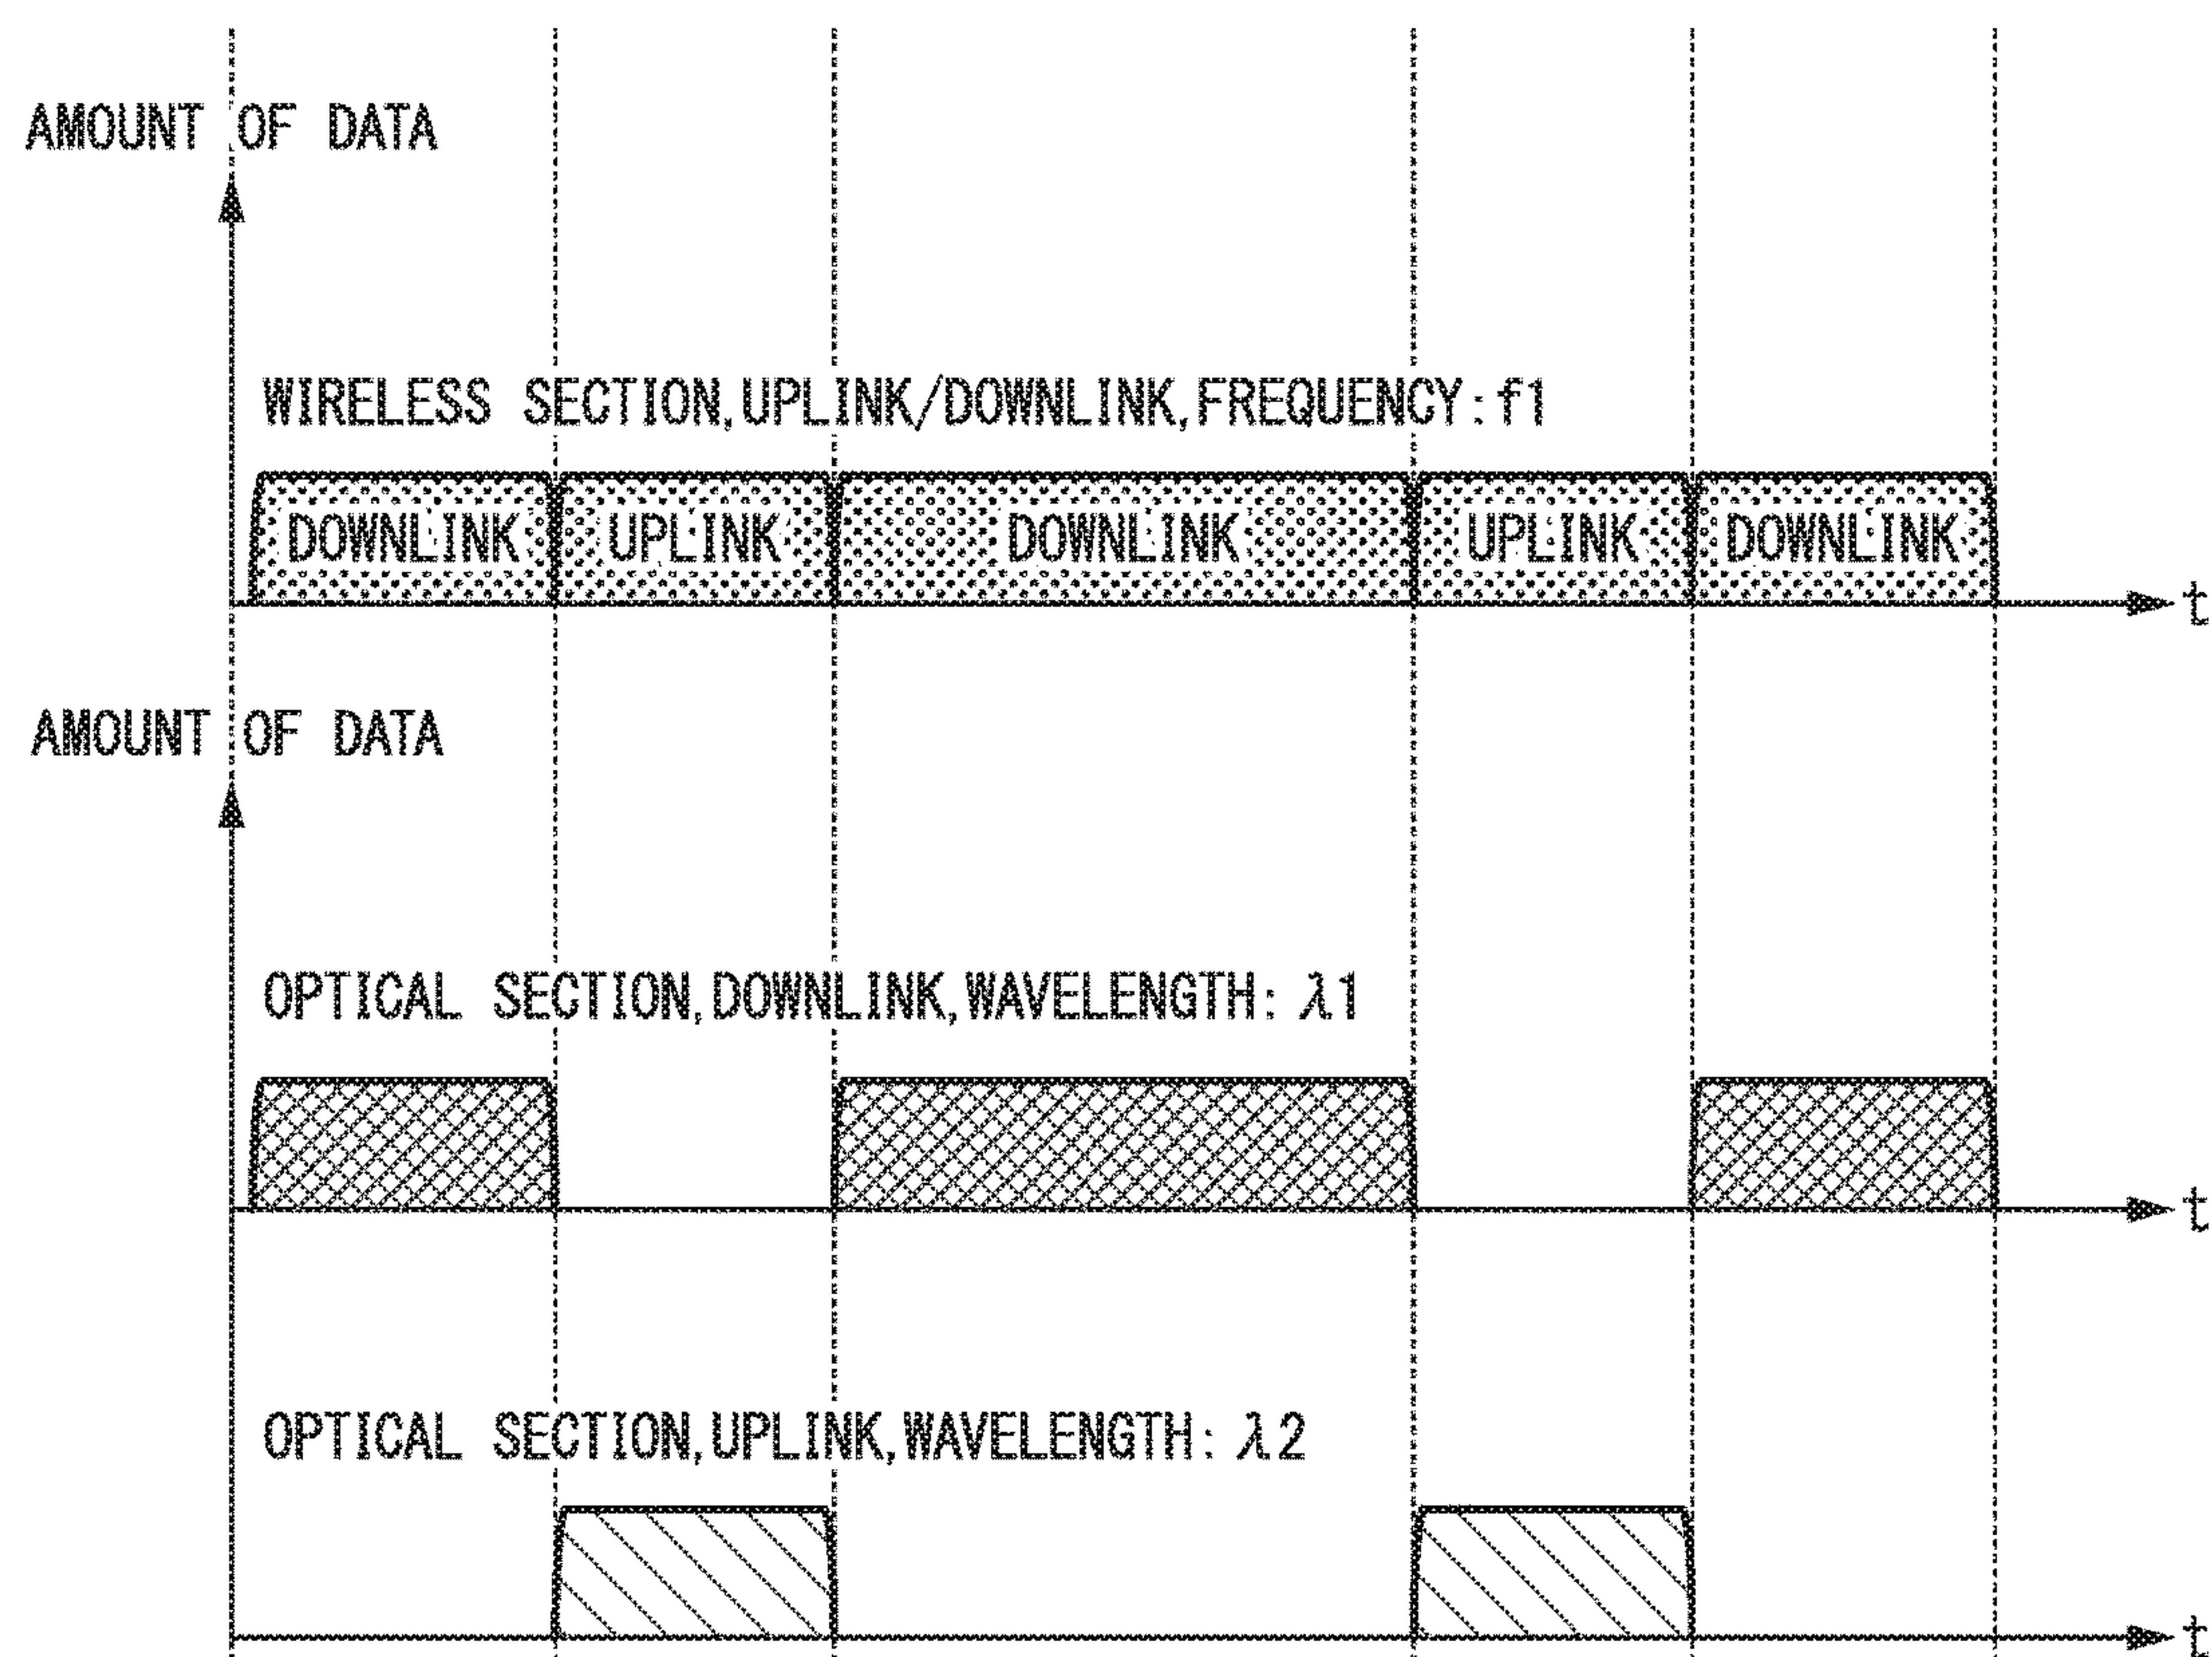 AMOUNT OF DATA
WIRELESS SECTION,UPLINK/DOWNLINK,FREQUENCY:f1
DOWNLINK UPLINK DOWNLINK UPLINK DOWNLINK
t
AMOUNT OF DATA
OPTICAL SECTION,DOWNLINK,WAVELENGTH: λ1
t
OPTICAL SECTION,UPLINK,WAVELENGTH: λ2
t